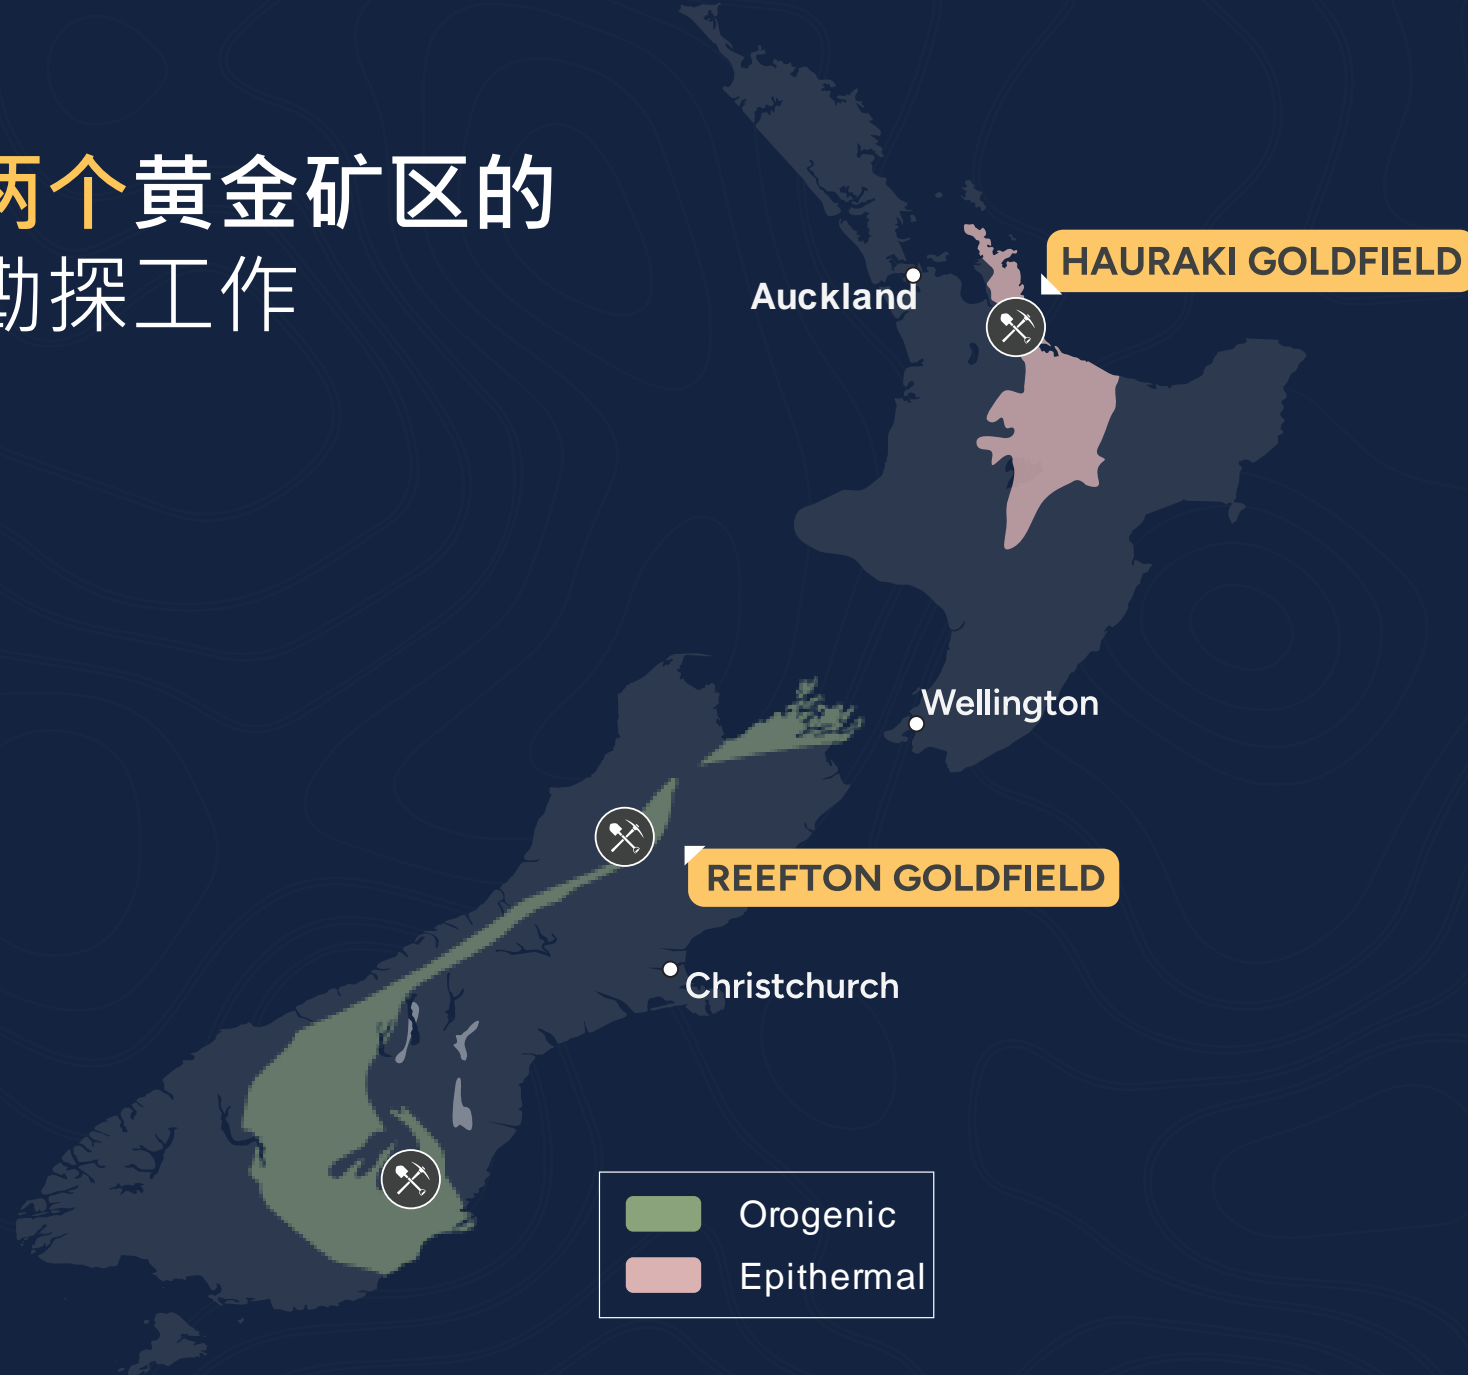 两个黄金矿区的
勘探工作
HAURAKI GOLDFIELD
Auckland
Wellington
REEFTON GOLDFIELD
Christchurch
Orogenic
Epithermal